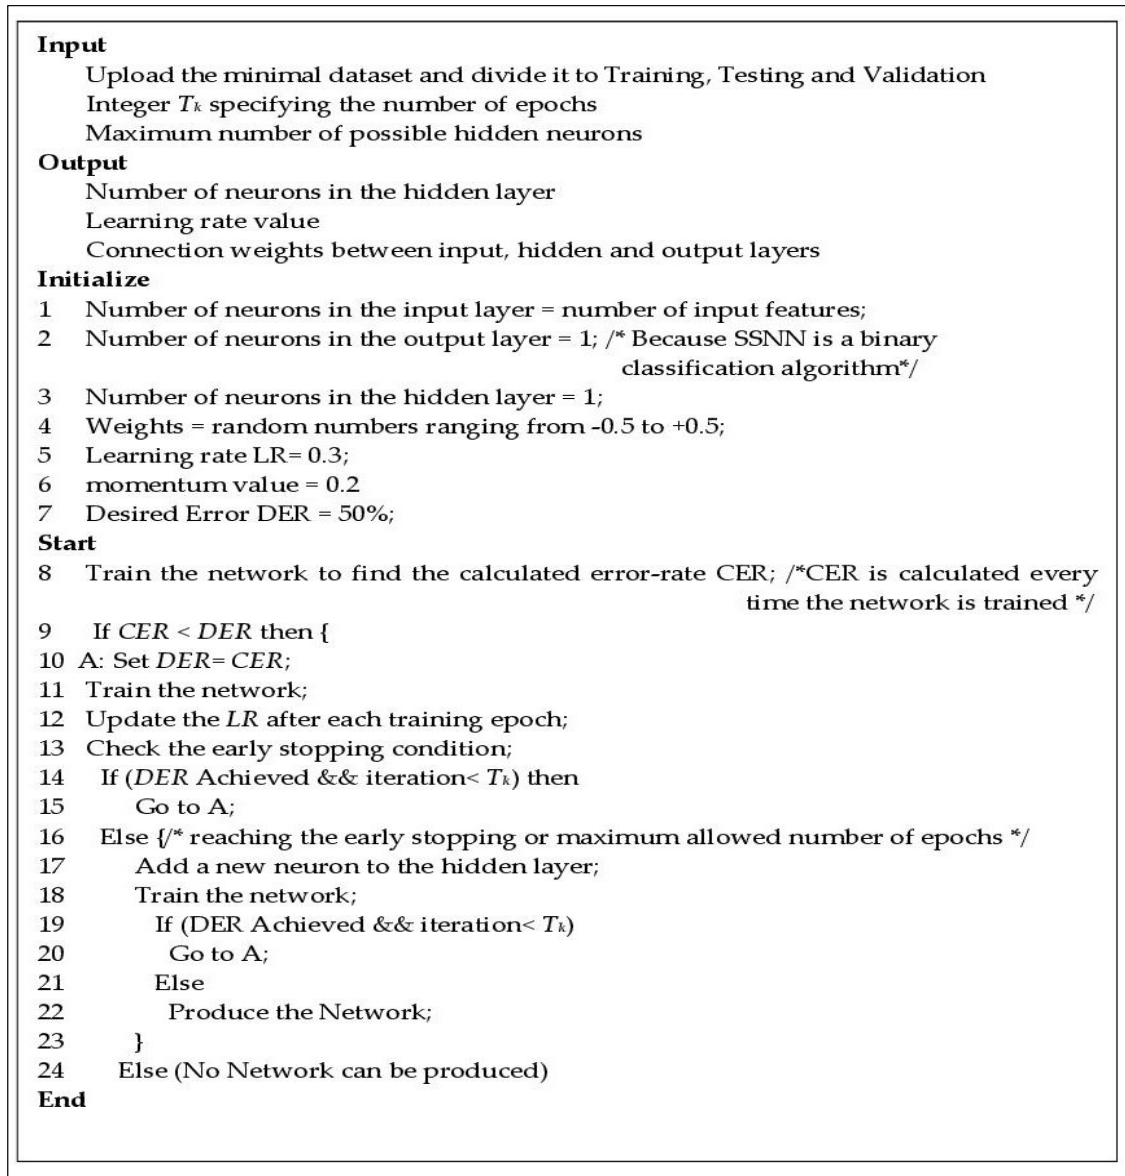 Input
Upload the minimal dataset and divide it to Training, Testing and Validation
Integer Tk specifying the number of epochs
Maximum number of possible hidden neurons
Output
Number of neurons in the hidden layer
Learning rate value
Connection weights between input, hidden and output layers
Initialize
1 Number of neurons in the input layer = number of input features;
2 Number of neurons in the output layer = 1; /* Because SSNN is a binary
classification algorithm*/
3 Number of neurons in the hidden layer = 1;
4 Weights = random numbers ranging from -0.5 to +0.5;
5 Learning rate LR= 0.3;
6 momentum value = 0.2
7 Desired Error DER = 50%;
Start
8 Train the network to find the calculated error-rate CER; /*CER is calculated every
time the network is trained */
9 If CER < DER then {
10 A: Set DER= CER;
11 Train the network;
12 Update the LR after each training epoch;
13 Check the early stopping condition;
14 If (DER Achieved && iteration< Tk) then
15 Go to A;
16 Else {/* reaching the early stopping or maximum allowed number of epochs */
17 Add a new neuron to the hidden layer;
18 Train the network;
19 If (DER Achieved && iteration< Tk)
20 Go to A;
21 Else
22 Produce the Network;
23 }
24 Else (No Network can be produced)
End